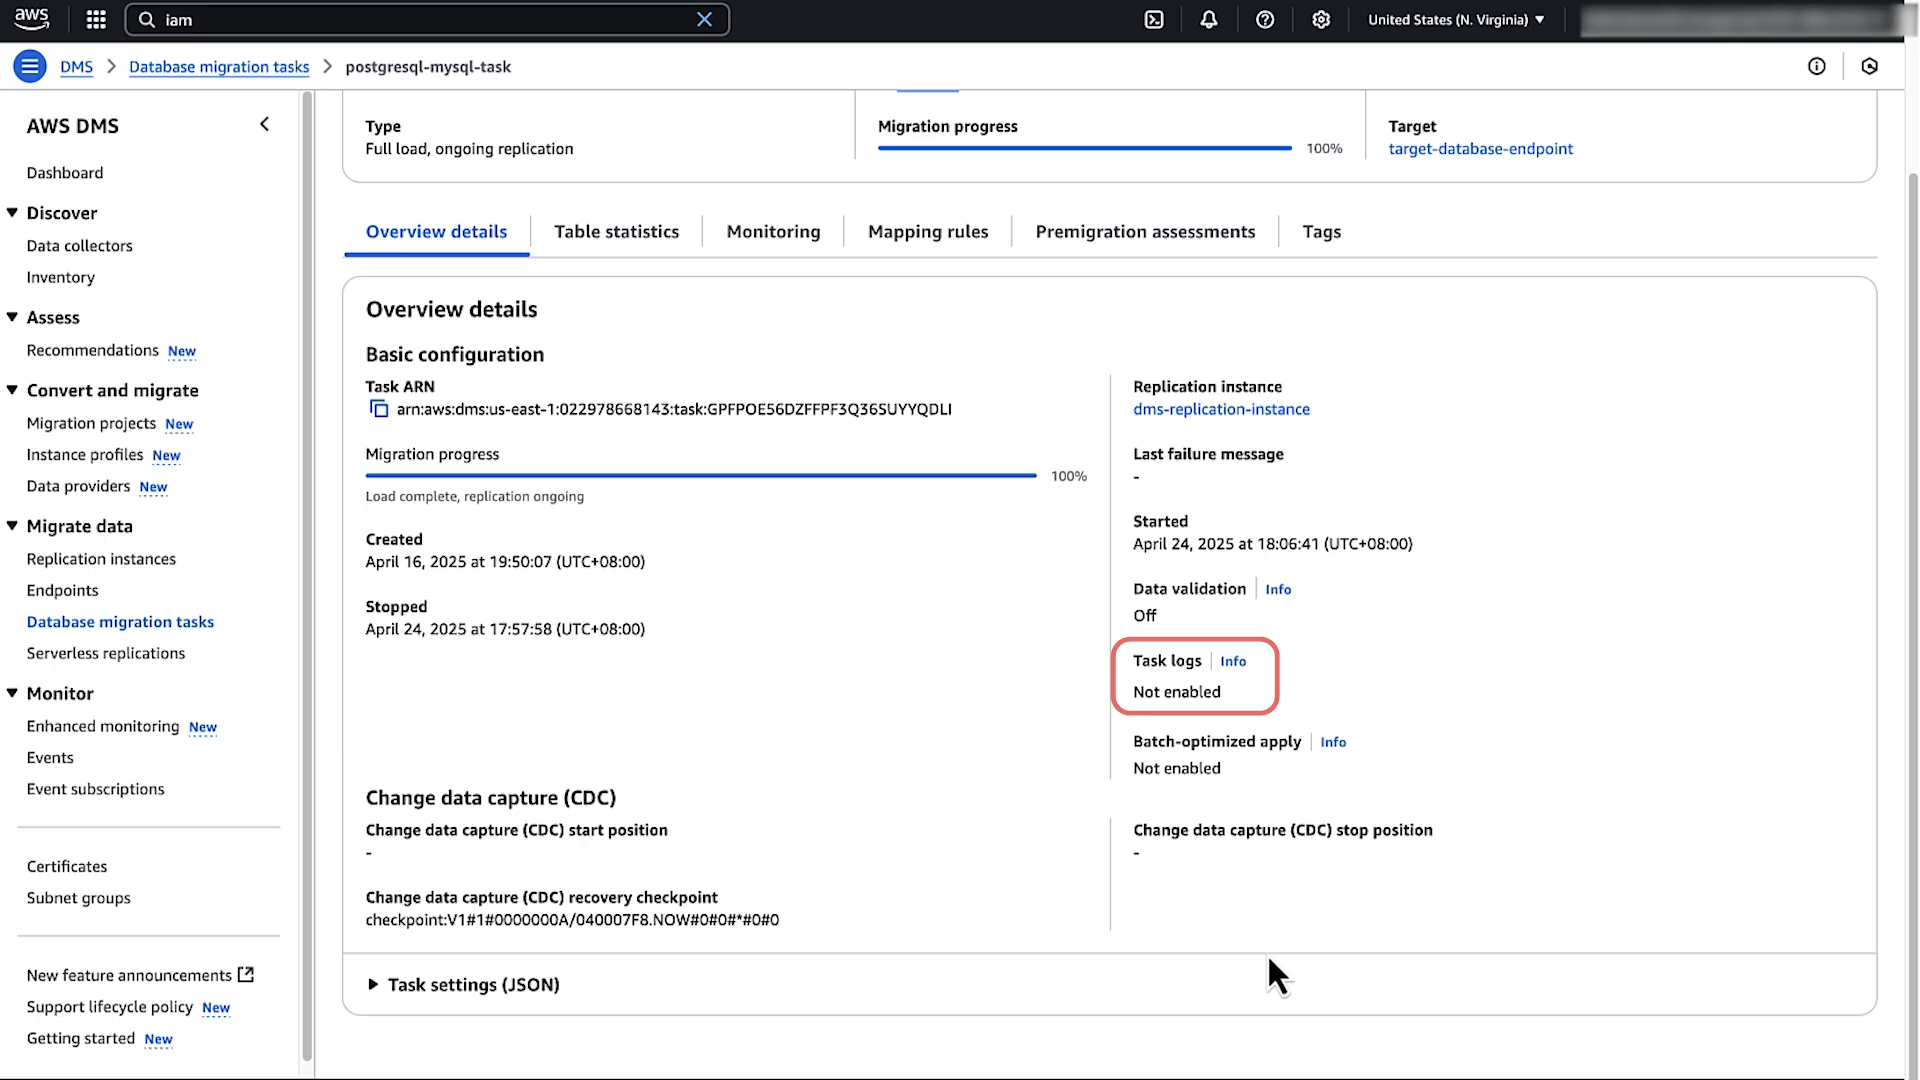 aws
iam
United States (N. Virginia)
DMS
Database migration tasks
postgresql-mysql-task
AWS DMS
Dashboard
Discover
Data collectors
Inventory
Assess
Recommendations New
Convert and migrate
Migration projects New
Instance profiles New
Data providers New
Migrate data
Replication instances
Endpoints
Database migration tasks
Serverless replications
Monitor
Enhanced monitoring New
Events
Event subscriptions
Certificates
Subnet groups
New feature announcements
Support lifecycle policy New
Getting started New
Type
Full load, ongoing replication
Migration progress
100%
Target
target-database-endpoint
Overview details
Table statistics
Monitoring
Mapping rules
Premigration assessments
Tags
Overview details
Basic configuration
Task ARN
arn:aws:dms:us-east-1:022978668143:task:GPFPOE56DZFFPF3Q36SUYYQDLI
Migration progress
100%
Load complete, replication ongoing
Created
April 16, 2025 at 19:50:07 (UTC+08:00)
Stopped
April 24, 2025 at 17:57:58 (UTC+08:00)
Replication instance
dms-replication-instance
Last failure message
-
Started
April 24, 2025 at 18:06:41 (UTC+08:00)
Data validation Info
Off
Task logs Info
Not enabled
Batch-optimized apply Info
Not enabled
Change data capture (CDC)
Change data capture (CDC) start position
-
Change data capture (CDC) stop position
-
Change data capture (CDC) recovery checkpoint
checkpoint:V1#1#0000000A/040007F8.NOW#0#0#*#0#0
Task settings (JSON)